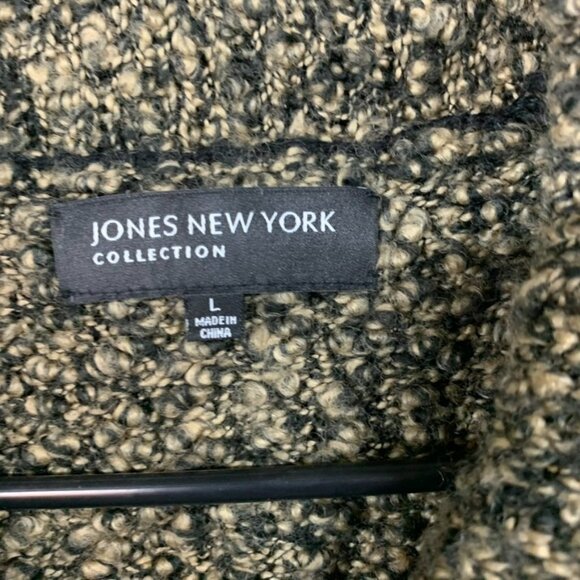 JONES NEW YORK
COLLECTION
L
MADE IN
CHINA